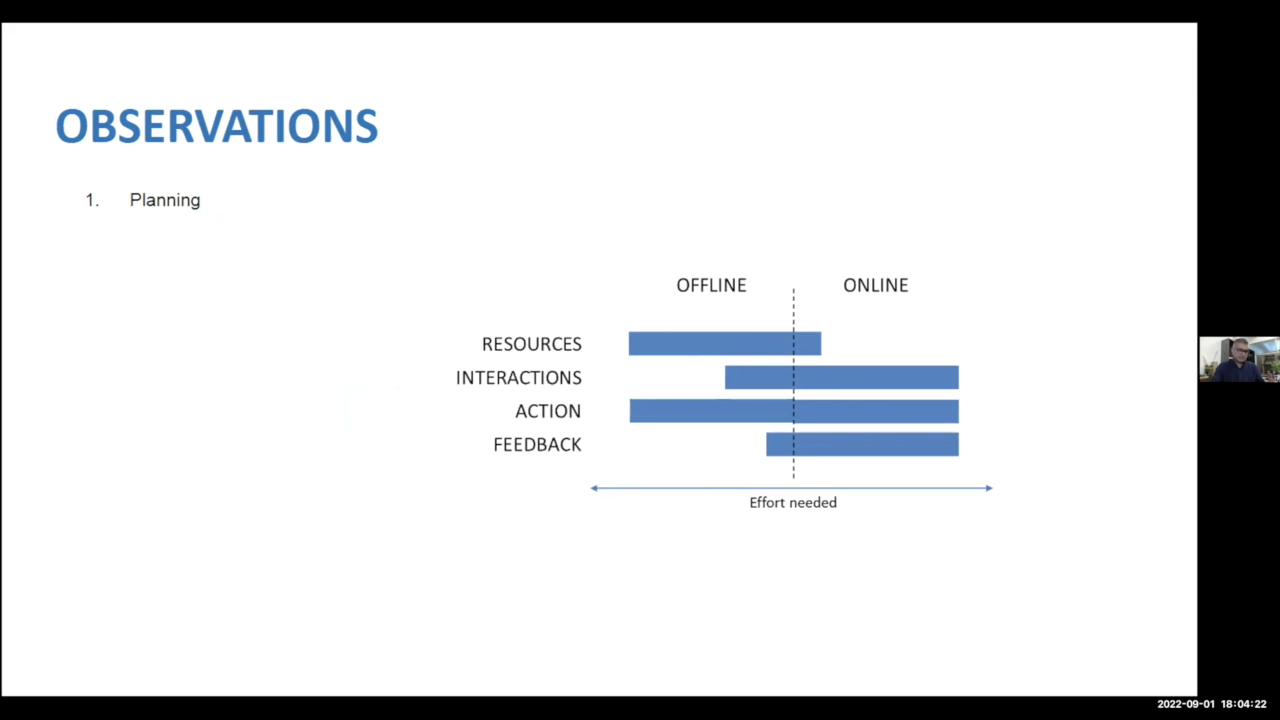 OBSERVATIONS
1. Planning
OFFLINE ONLINE
RESOURCES
INTERACTIONS
ACTION
FEEDBACK
Effort needed
2022-09-01 18:04:22